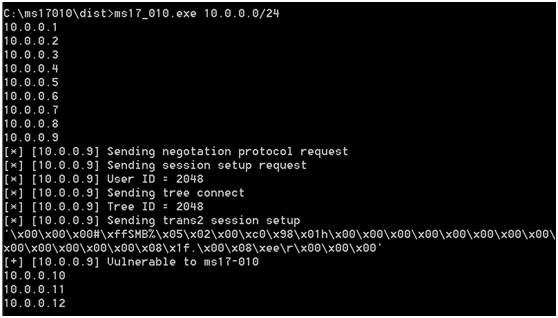 C:\ms17010\dist>ms17_010.exe 10.0.0.0/24
10.0.0.1
10.0.0.2
10.0.0.3
10.0.0.4
10.0.0.5
10.0.0.6
10.0.0.7
10.0.0.8
10.0.0.9
[*] [10.0.0.9] Sending negotation protocol request
[*] [10.0.0.9] Sending session setup request
[*] [10.0.0.9] User ID = 2048
[*] [10.0.0.9] Sending tree connect
[*] [10.0.0.9] Tree ID = 2048
[*] [10.0.0.9] Sending trans2 session setup
'\x00\x00\x00#\xffSMB%\x05\x02\x00\xc0\x98\x01h\x00\x00\x00\x00\x00\x00\x00\x00\x00\
x00\x00\x00\x00\x00\x08\x1f.\x00\x08\xee\r\x00\x00\x00'
[+] [10.0.0.9] Vulnerable to ms17-010
10.0.0.10
10.0.0.11
10.0.0.12